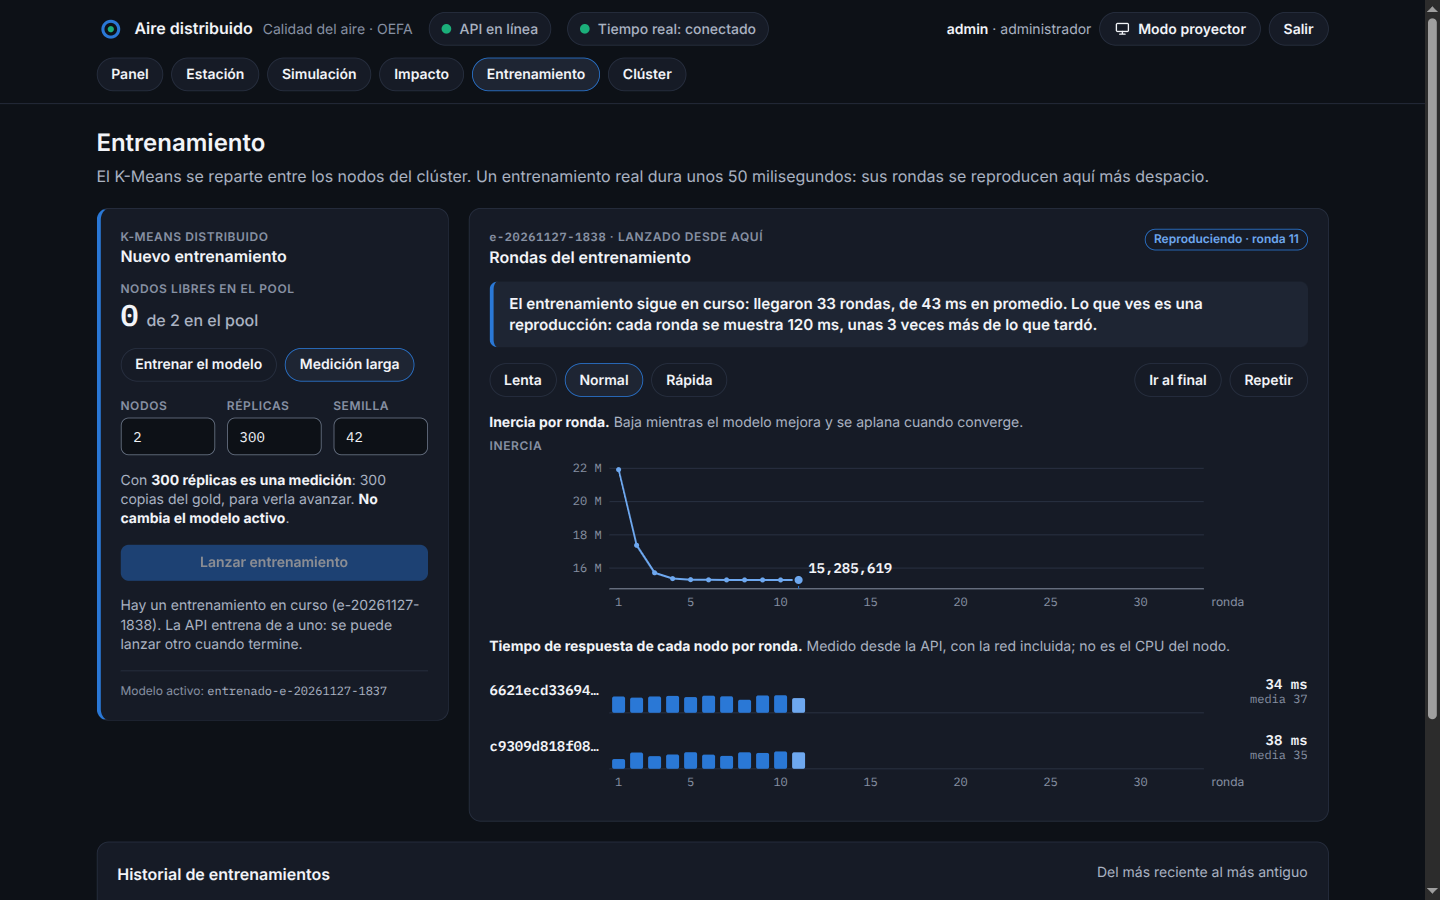 Aire distribuido Calidad del aire · OEFA API en línea Tiempo real: conectado admin · administrador Modo proyector Salir
Panel Estación Simulación Impacto Entrenamiento Clúster
Entrenamiento
El K-Means se reparte entre los nodos del clúster. Un entrenamiento real dura unos 50 milisegundos: sus rondas se reproducen aquí más despacio.
K-MEANS DISTRIBUIDO
Nuevo entrenamiento
NODOS LIBRES EN EL POOL
0 de 2 en el pool
Entrenar el modelo Medición larga
NODOS RÉPLICAS SEMILLA
2 300 42
Con 300 réplicas es una medición: 300
copias del gold, para verla avanzar. No
cambia el modelo activo.
Lanzar entrenamiento
Hay un entrenamiento en curso (e-20261127-
1838). La API entrena de a uno: se puede
lanzar otro cuando termine.
Modelo activo: entrenado-e-20261127-1837
e-20261127-1838 · LANZADO DESDE AQUÍ
Reproduciendo · ronda 11
Rondas del entrenamiento
El entrenamiento sigue en curso: llegaron 33 rondas, de 43 ms en promedio. Lo que ves es una
reproducción: cada ronda se muestra 120 ms, unas 3 veces más de lo que tardó.
Lenta Normal Rápida Ir al final Repetir
Inercia por ronda. Baja mientras el modelo mejora y se aplana cuando converge.
INERCIA
22 M
20 M
18 M
16 M
15,285,619
1 5 10 15 20 25 30 ronda
Tiempo de respuesta de cada nodo por ronda. Medido desde la API, con la red incluida; no es el CPU del nodo.
6621ecd33694… 34 ms
media 37
c9309d818f08… 38 ms
media 35
1 5 10 15 20 25 30 ronda
Historial de entrenamientos Del más reciente al más antiguo